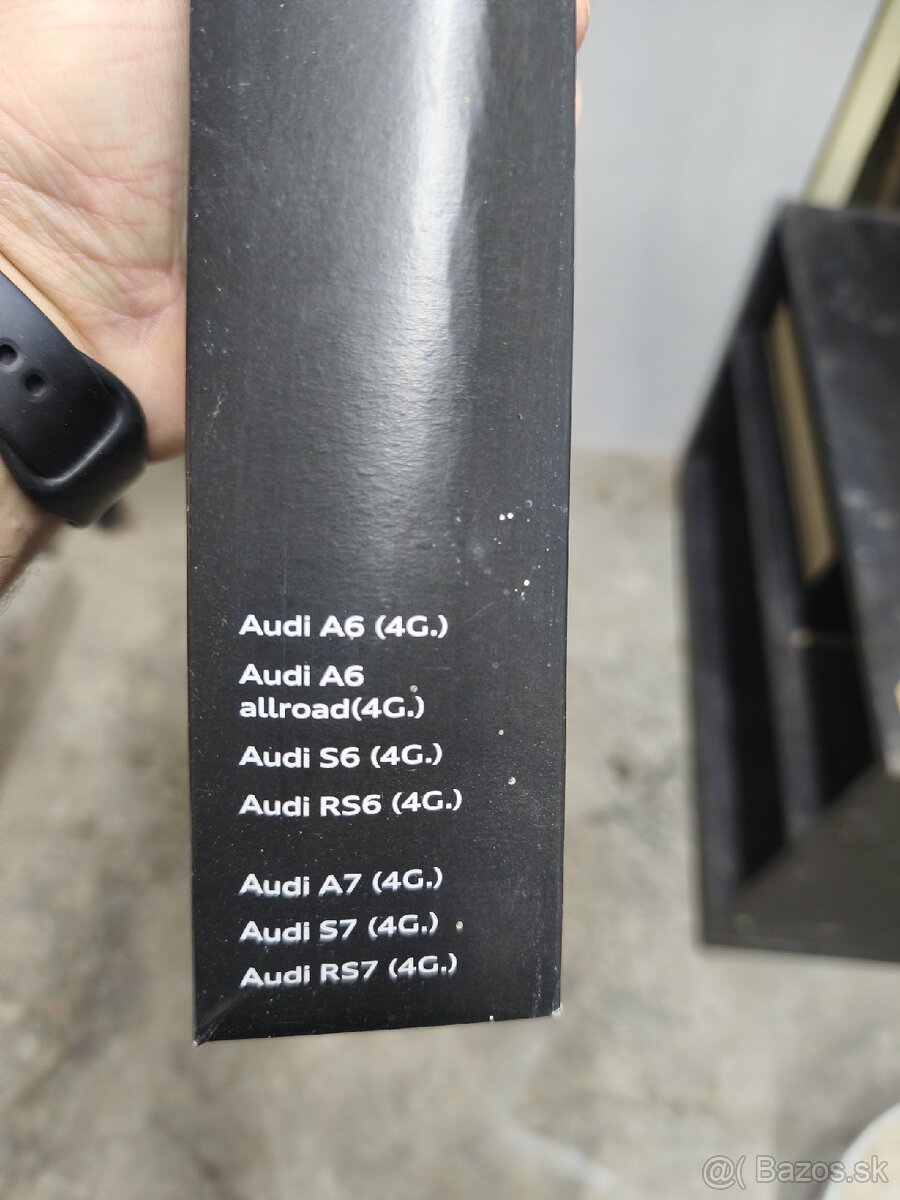 Audi A6 (4G.)
Audi A6
allroad(4G.)
Audi S6 (4G.)
Audi RS6 (4G.)
Audi A7 (4G.)
Audi S7 (4G.)
Audi RS7 (4G.)
@( Bazos.sk